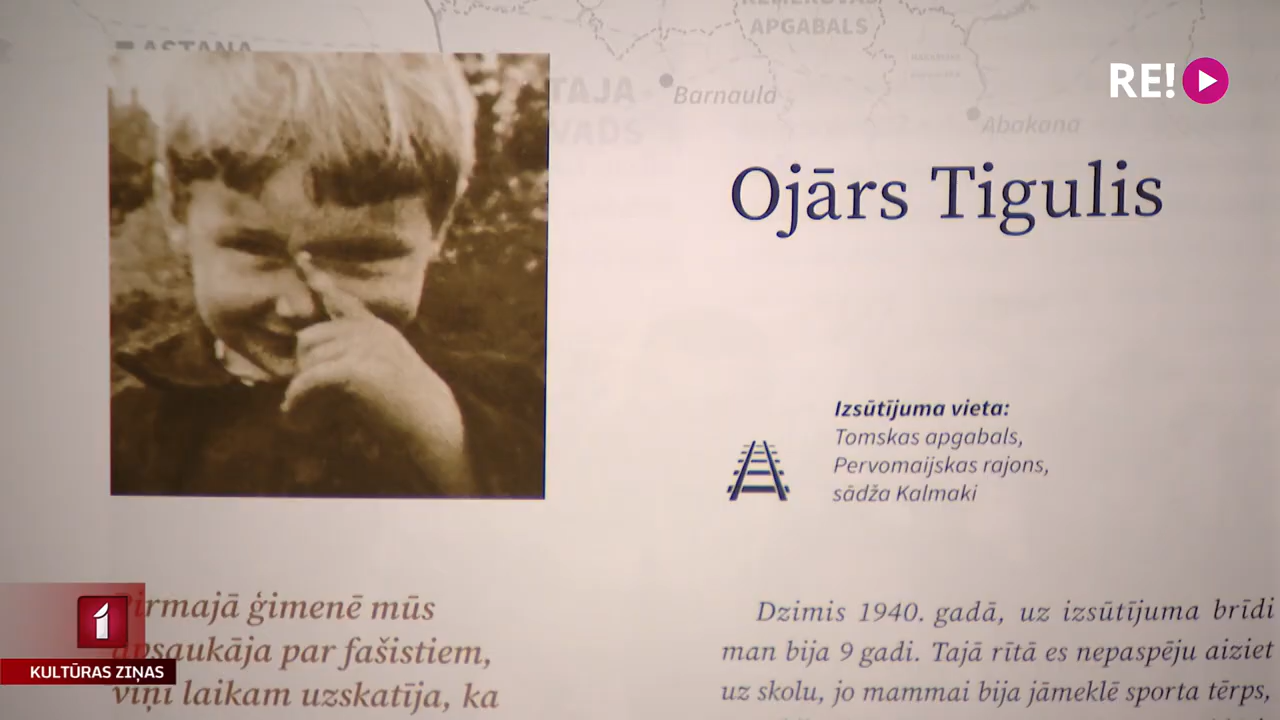 APGABALS
ASTANA
TAJA
VADS
Barnaula
Abakana
RE!
Ojārs Tigulis
Izsūtījuma vieta:
Tomskas apgabals,
Pervomaijskas rajons,
sādža Kalmaki
Pirmajā ģimenē mūs
apsaukāja par fašistiem,
viņi laikam uzskatīja, ka
Dzimis 1940. gadā, uz izsūtījuma brīdi
man bija 9 gadi. Tajā rītā es nepaspēju aiziet
uz skolu, jo mammai bija jāmeklē sporta tērps,
1
KULTŪRAS ZIŅAS